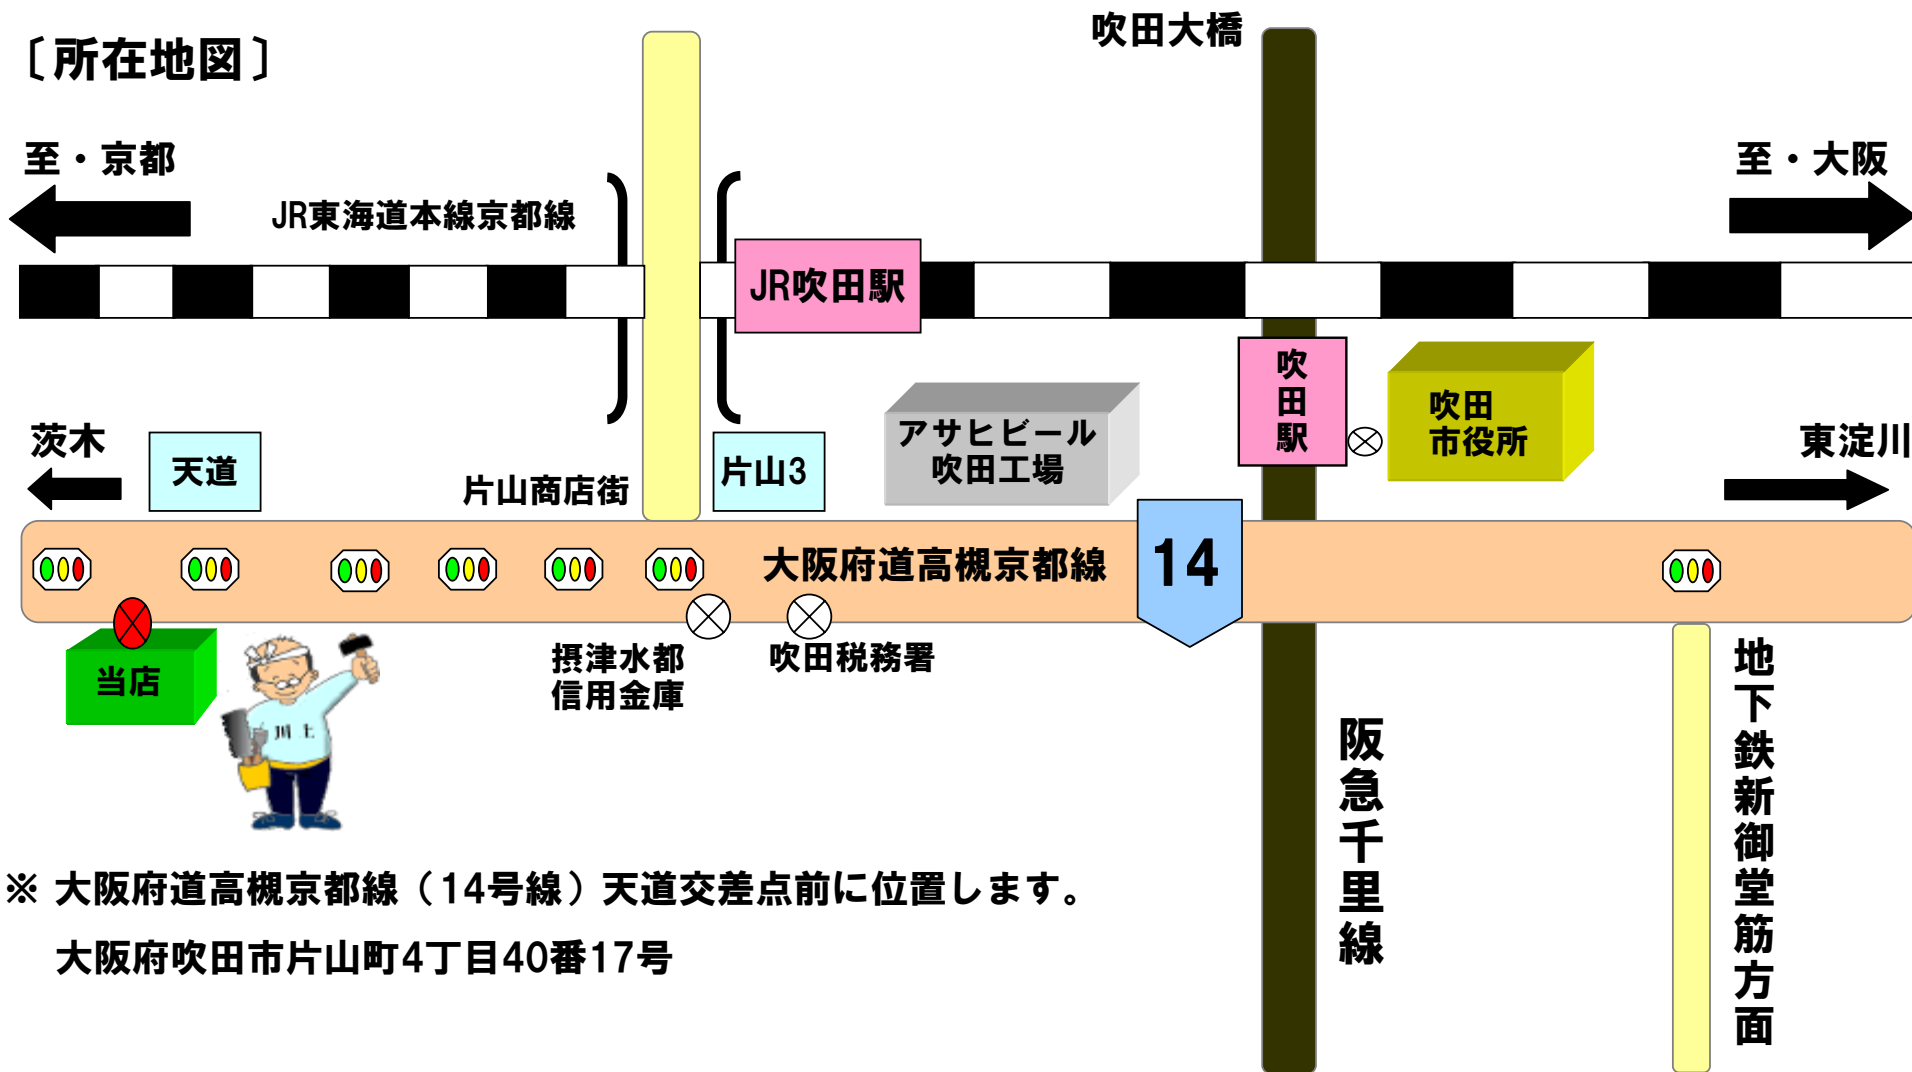 〔所在地図〕
吹田大橋
至・京都
至・大阪
JR東海道本線京都線
JR吹田駅
吹田駅
吹田
市役所
アサヒビール
吹田工場
茨木
天道
片山商店街
片山3
東淀川
大阪府道高槻京都線
14
当店
川上
摂津水都
信用金庫
吹田税務署
阪急千里線
地下鉄新御堂筋方面
※ 大阪府道高槻京都線（14号線）天道交差点前に位置します。
大阪府吹田市片山町4丁目40番17号